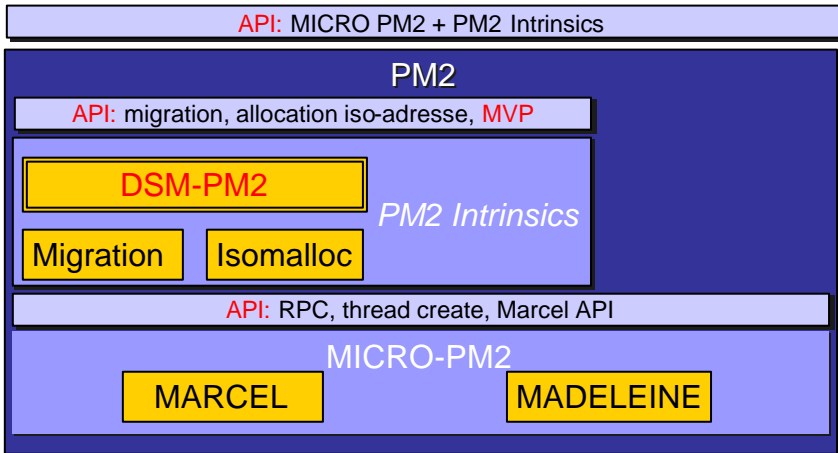 API: MICRO PM2 + PM2 Intrinsics
PM2
API: migration, allocation iso-adresse, MVP
DSM-PM2
PM2 Intrinsics
Migration
Isomalloc
API: RPC, thread create, Marcel API
MICRO-PM2
MARCEL
MADELEINE